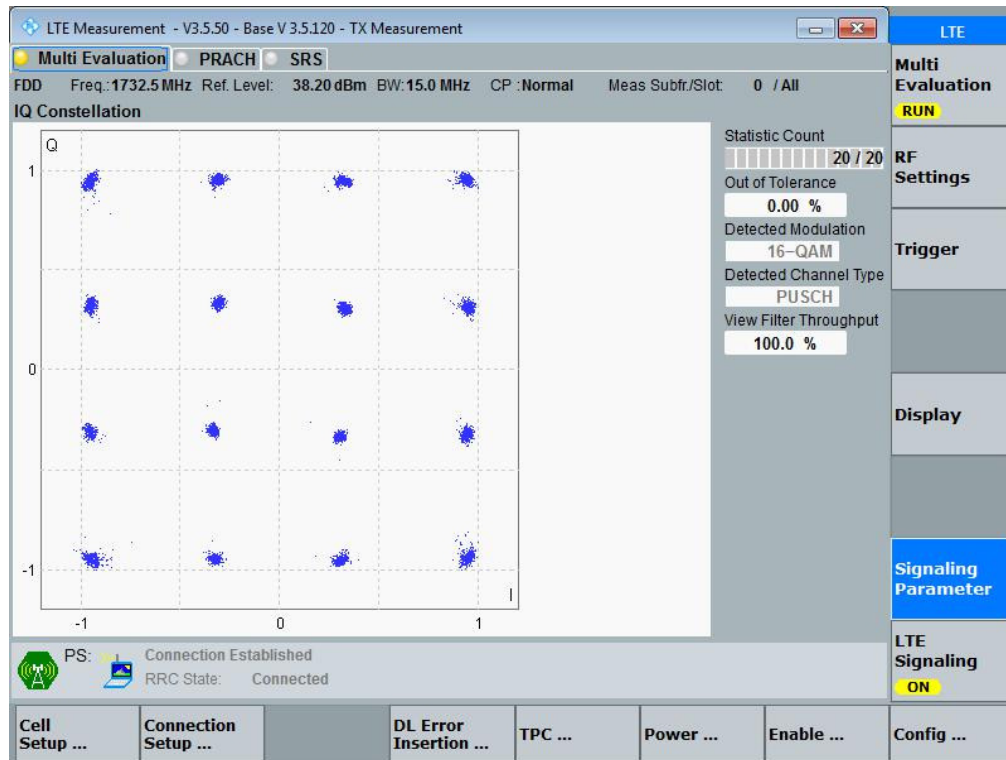 LTE Measurement - V3.5.50 - Base V 3.5.120 - TX Measurement
LTE
Multi Evaluation PRACH SRS
FDD Freq.:1732.5 MHz Ref. Level: 38.20 dBm BW:15.0 MHz CP :Normal Meas Subfr./Slot: 0 / All
IQ Constellation
Q
1
0
-1
-1 0 1
I
Statistic Count
20 / 20
Out of Tolerance
0.00 %
Detected Modulation
16-QAM
Detected Channel Type
PUSCH
View Filter Throughput
100.0 %
Multi
Evaluation
RUN
RF
Settings
Trigger
Display
Signaling
Parameter
LTE
Signaling
ON
PS: Connection Established
RRC State: Connected
Cell
Setup ...
Connection
Setup ...
DL Error
Insertion ...
TPC ...
Power ...
Enable ...
Config ...